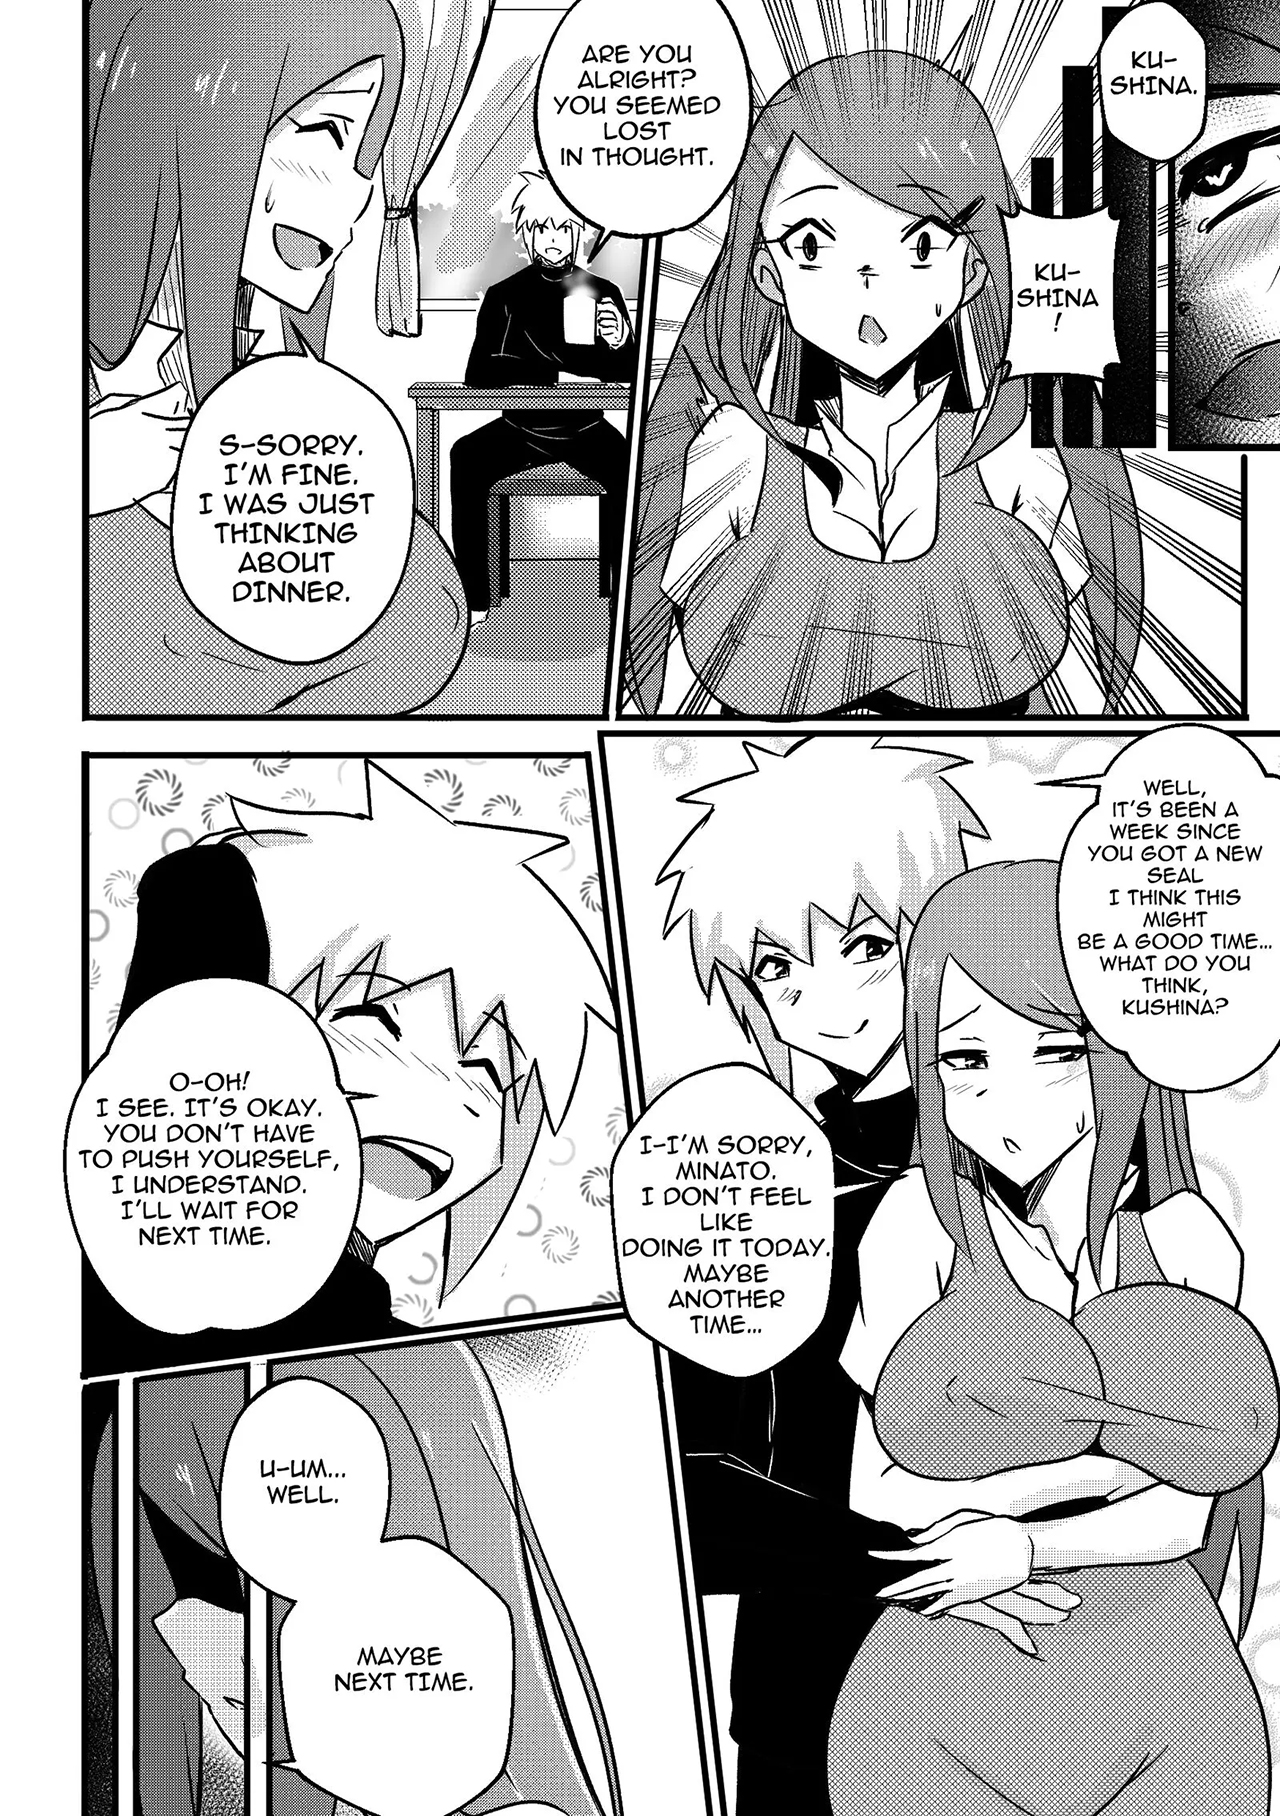 KU-
SHINA.
KU-
SHINA
!
ARE YOU
ALRIGHT?
YOU SEEMED
LOST
IN THOUGHT.
S-SORRY.
I'M FINE.
I WAS JUST
THINKING
ABOUT
DINNER.
WELL,
IT'S BEEN A
WEEK SINCE
YOU GOT A NEW
SEAL
I THINK THIS
MIGHT
BE A GOOD TIME...
WHAT DO YOU
THINK,
KUSHINA?
I-I'M SORRY,
MINATO.
I DON'T FEEL
LIKE
DOING IT TODAY.
MAYBE
ANOTHER
TIME...
O-OH!
I SEE. IT'S OKAY.
YOU DON'T HAVE
TO PUSH YOURSELF,
I UNDERSTAND.
I'LL WAIT FOR
NEXT TIME.
U-UM...
WELL.
MAYBE
NEXT TIME.